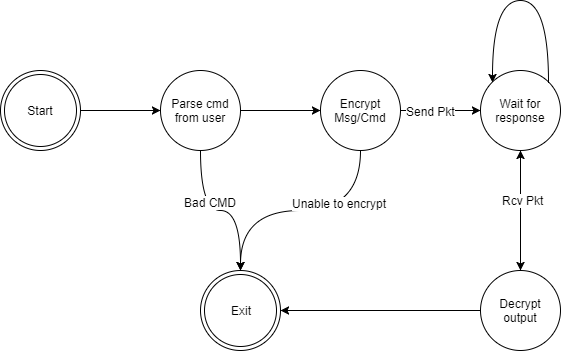 Start
Parse cmd
from user
Encrypt
Msg/Cmd
Send Pkt
Wait for
response
Bad CMD
Unable to encrypt
Rcv Pkt
Exit
Decrypt
output